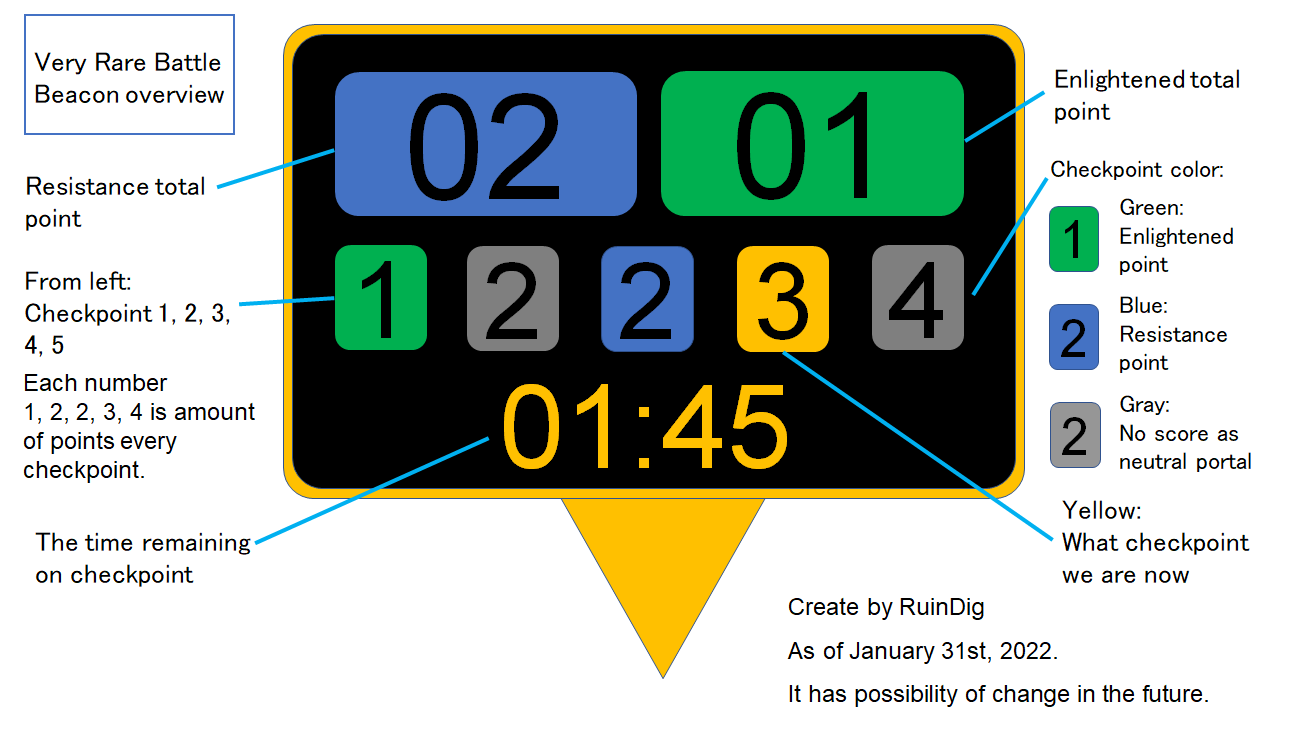 Very Rare Battle
Beacon overview
Resistance total
point
From left:
Checkpoint 1, 2, 3,
4, 5
Each number
1, 2, 2, 3, 4 is amount
of points every
checkpoint.
The time remaining
on checkpoint
02
01
1
2
2
3
4
01:45
Enlightened total
point
Checkpoint color:
1
Green:
Enlightened
point
2
Blue:
Resistance
point
2
Gray:
No score as
neutral portal
Yellow:
What checkpoint
we are now
Create by RuinDig
As of January 31st, 2022.
It has possibility of change in the future.